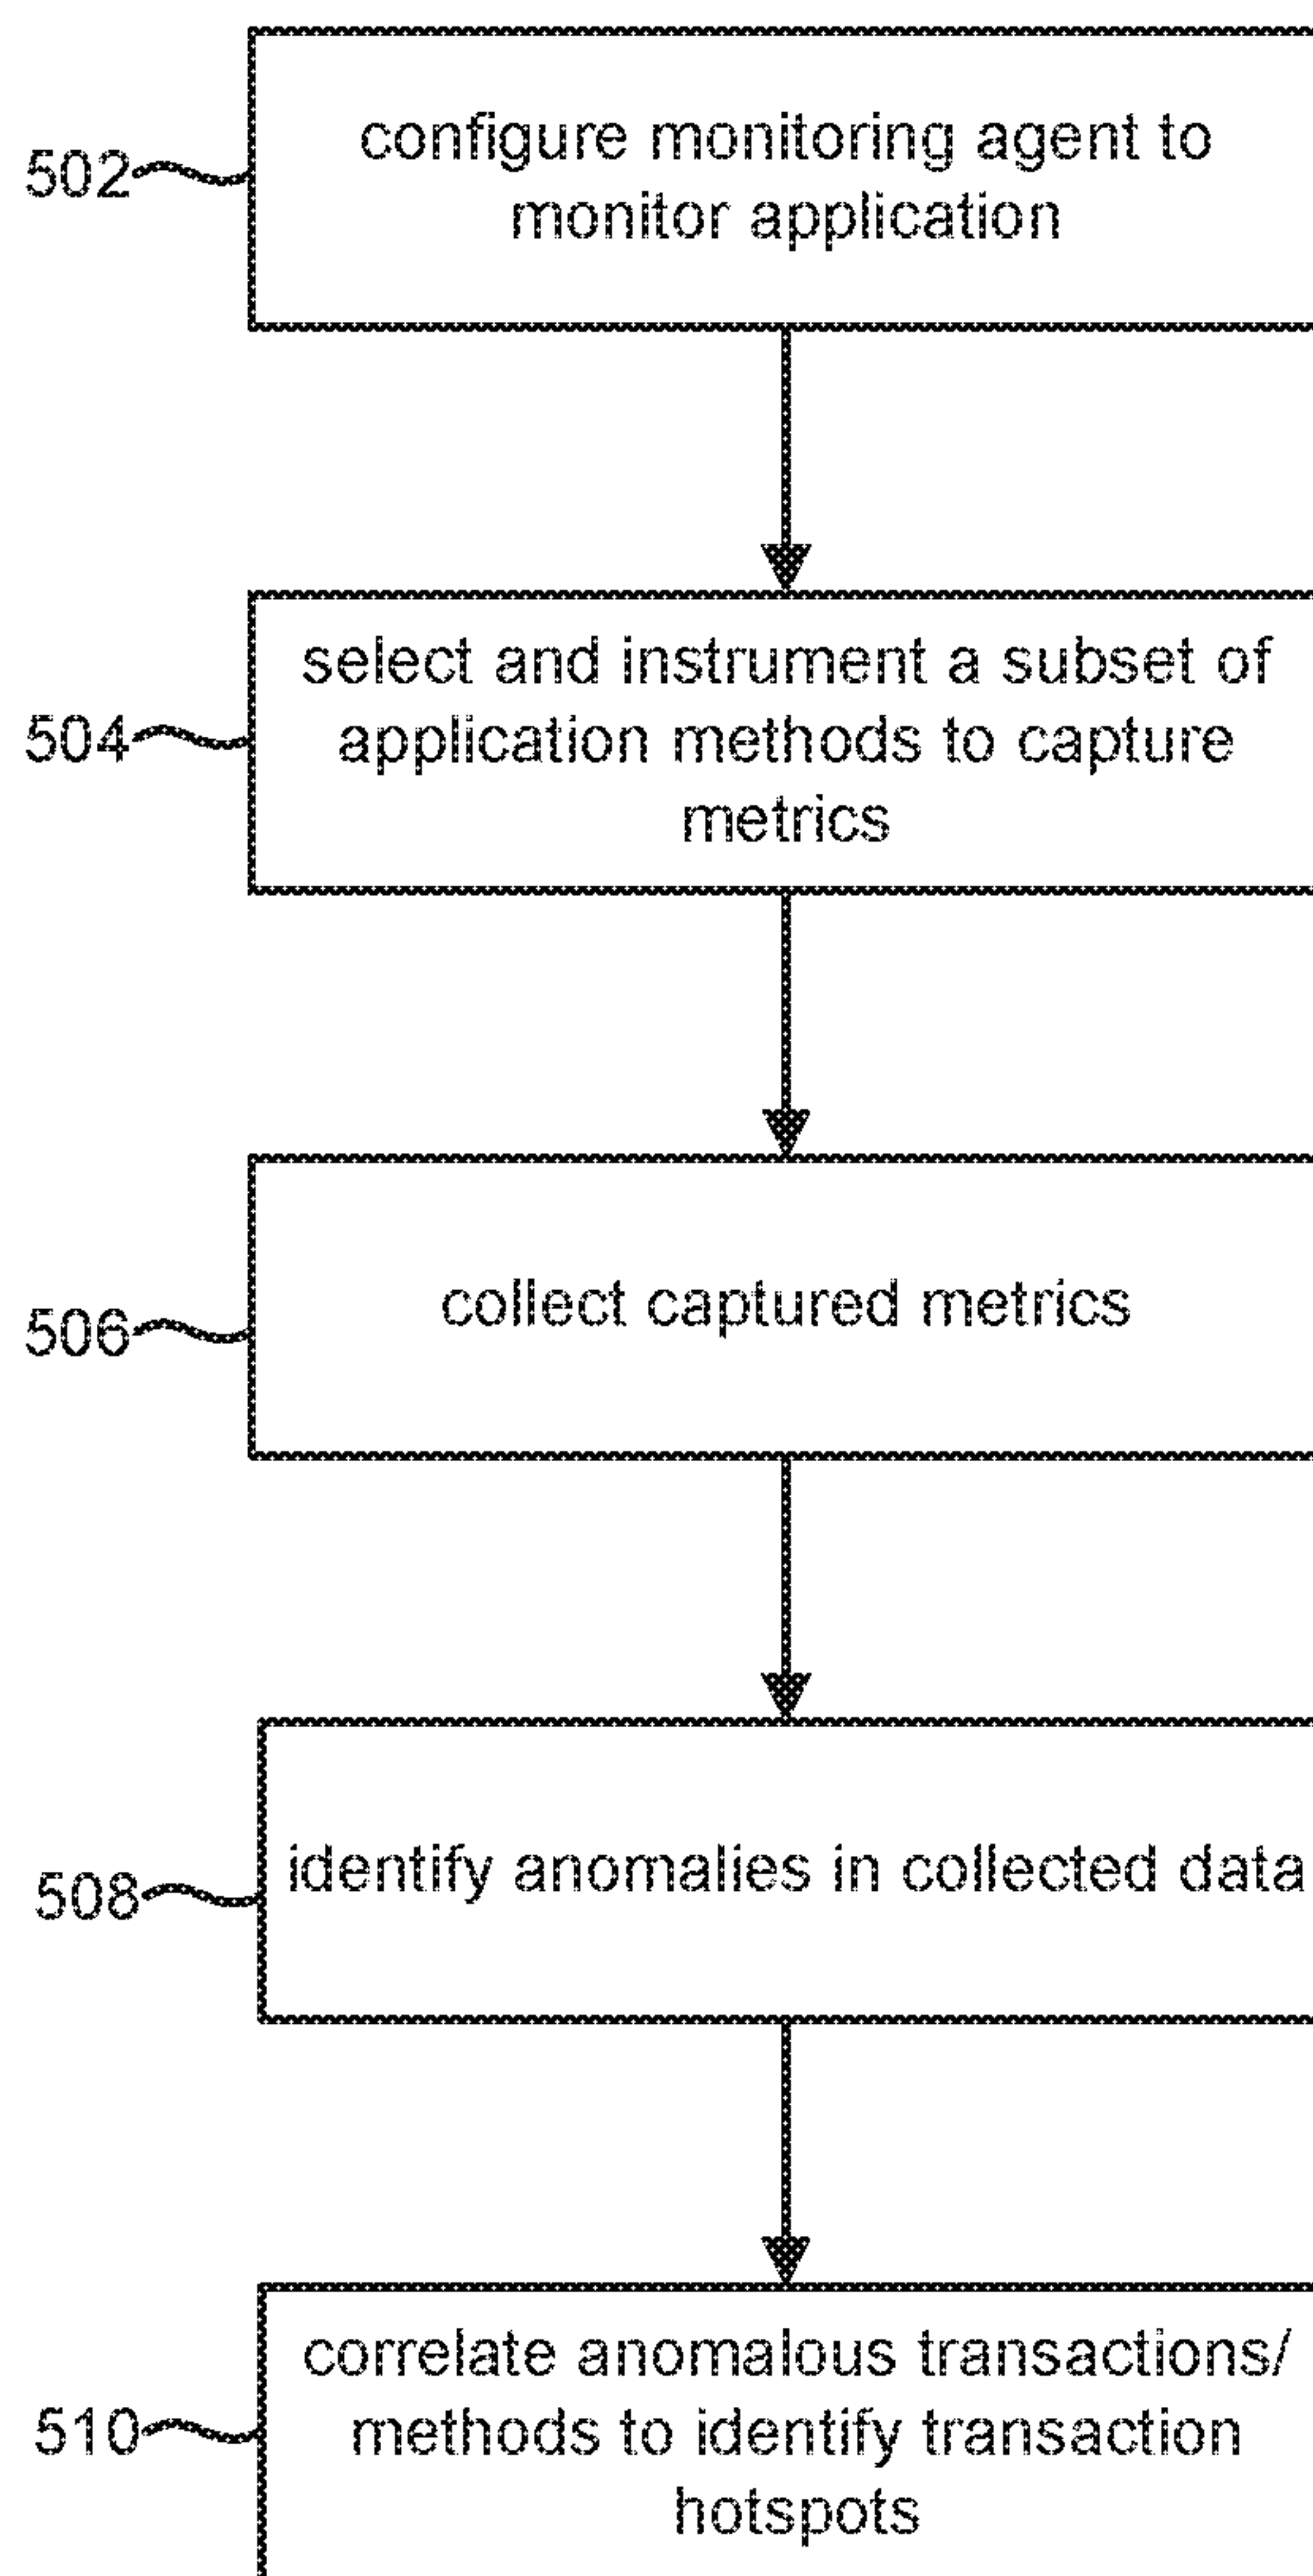 configure monitoring agent to
502
monitor application
select and instrument a subset of
504
application methods to capture
metrics
506
collect captured metrics
508
identify anomalies in collected data
correlate anomalous transactions/
510
methods to identify transaction
hotspots